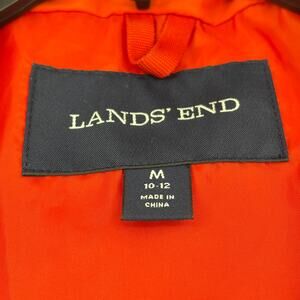 LANDS' END
M
10-12
MADE IN
CHINA